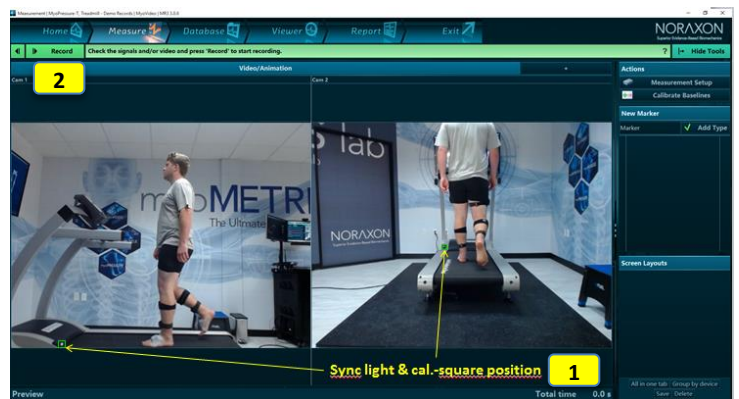 Measurement | MyoPressure-T, Treadmill - Demo Records | MyoVideo | MR3 3.8.6
Home Measure Database Viewer Report Exit
NORAXON
Record Check the signals and/or video and press 'Record' to start recording. ? Hide Tools
2
Video/Animation
Cam 1 Cam 2
Actions
Measurement Setup
Calibrate Baselines
New Marker
Marker Add Type
lab
METRI
The Ultimate
NORAXON
Screen Layouts
Sync light & cal.-square position 1
All in one tab Group by device
Save Delete
Preview Total time 0.0 s